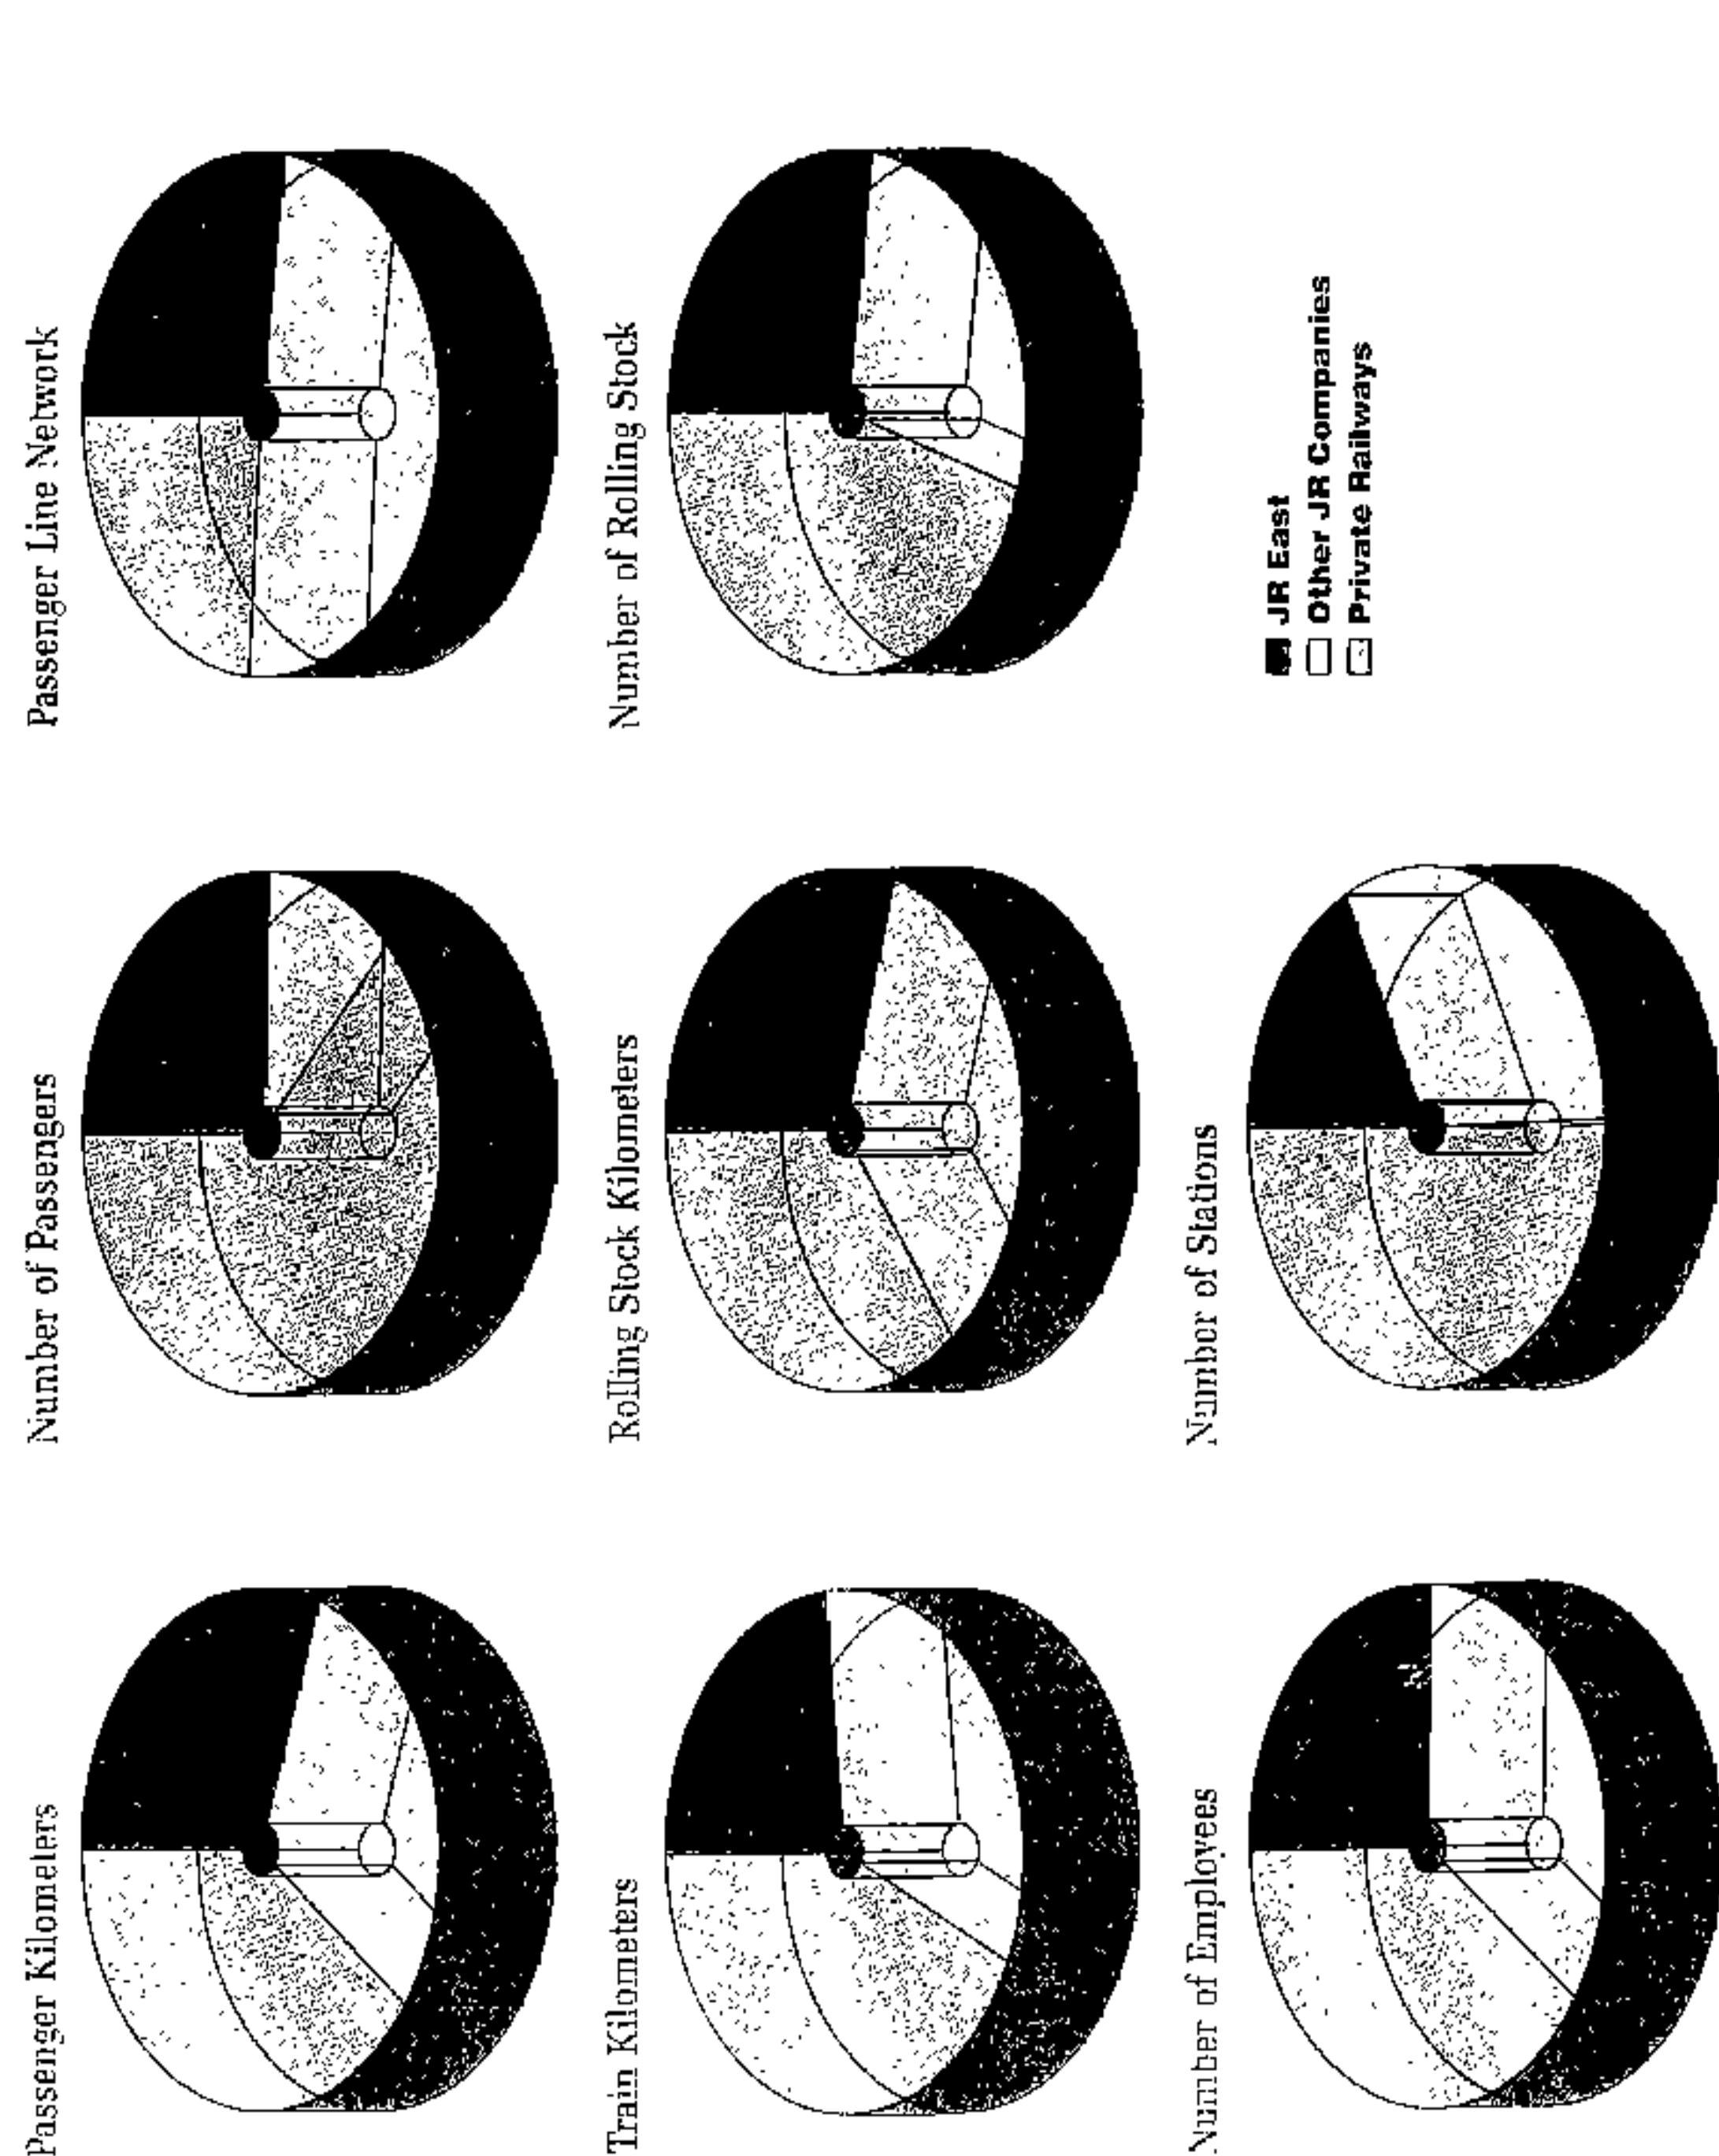 Passenger Kilometers
Number of Passengers
Passenger Line Network
Train Kilometers
Rolling Stock Kilometers
Number of Rolling Stock
Number of Employees
Number of Stations
JR East
Other JR Companies
Private Railways